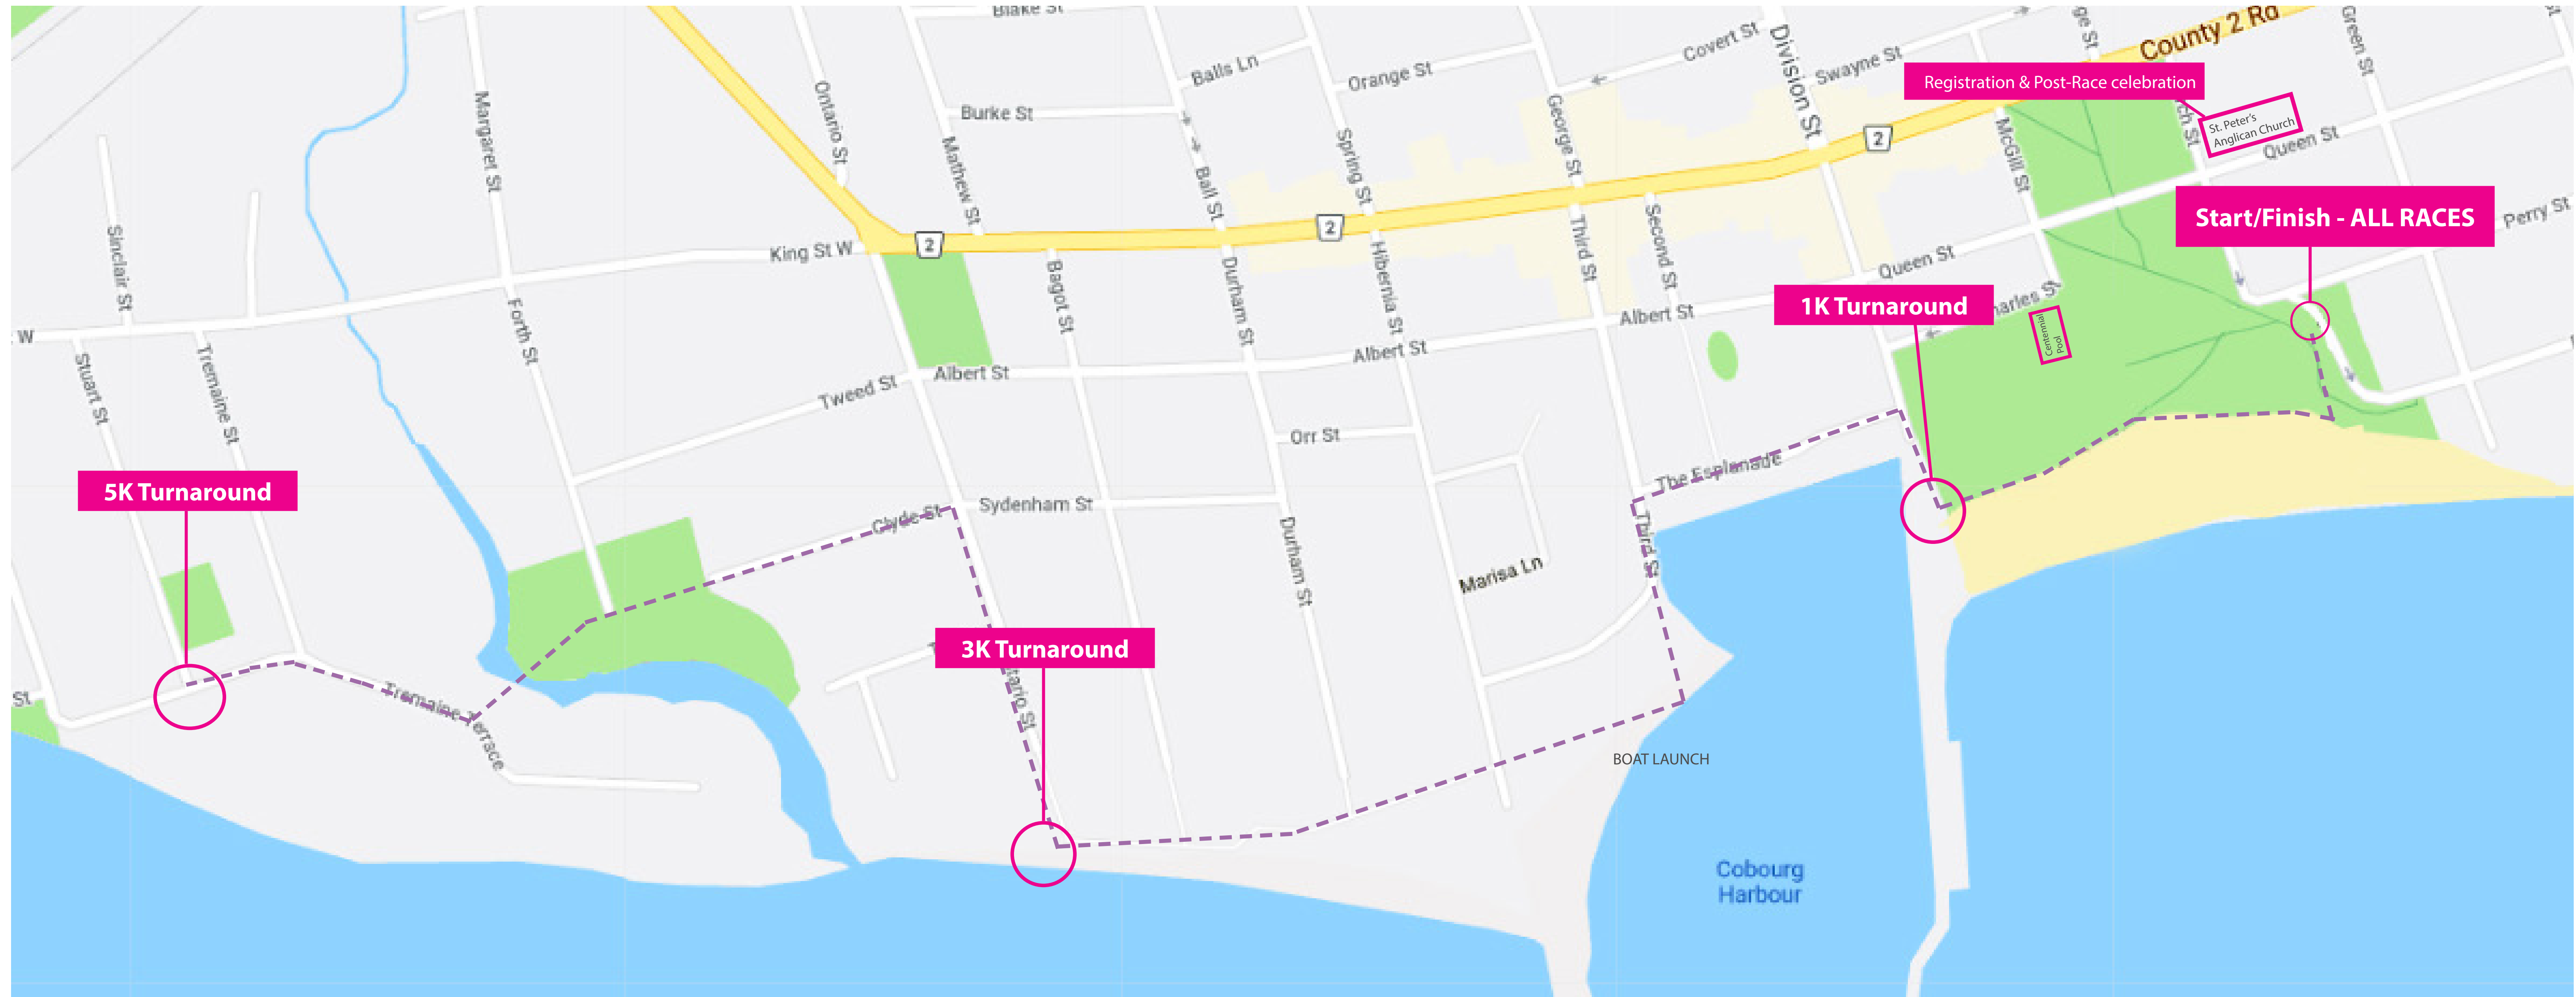 Blake St
County 2 Rd
Green St
Covert St
Division St
Swayne St
Balls Ln
Orange St
Registration & Post-Race celebration
Burke St
Ontario St
Margaret St
Mathew St
Ball St
Spring St
George St
McGill St
St. Peter's
Anglican Church
Queen St
2
2
2
Start/Finish - ALL RACES
Perry St
King St W
W
Sinclair St
Bagot St
Durham St
Hibernia St
Third St
Second St
Queen St
1K Turnaround
Albert St
Centennial
Pool
Forth St
Stuart St
Tremaine St
Albert St
Albert St
Tweed St
Orr St
The Esplanade
5K Turnaround
Clyde St
Sydenham St
Durham St
Third St
Marisa Ln
3K Turnaround
St
Tremaine Terrace
BOAT LAUNCH
Cobourg
Harbour